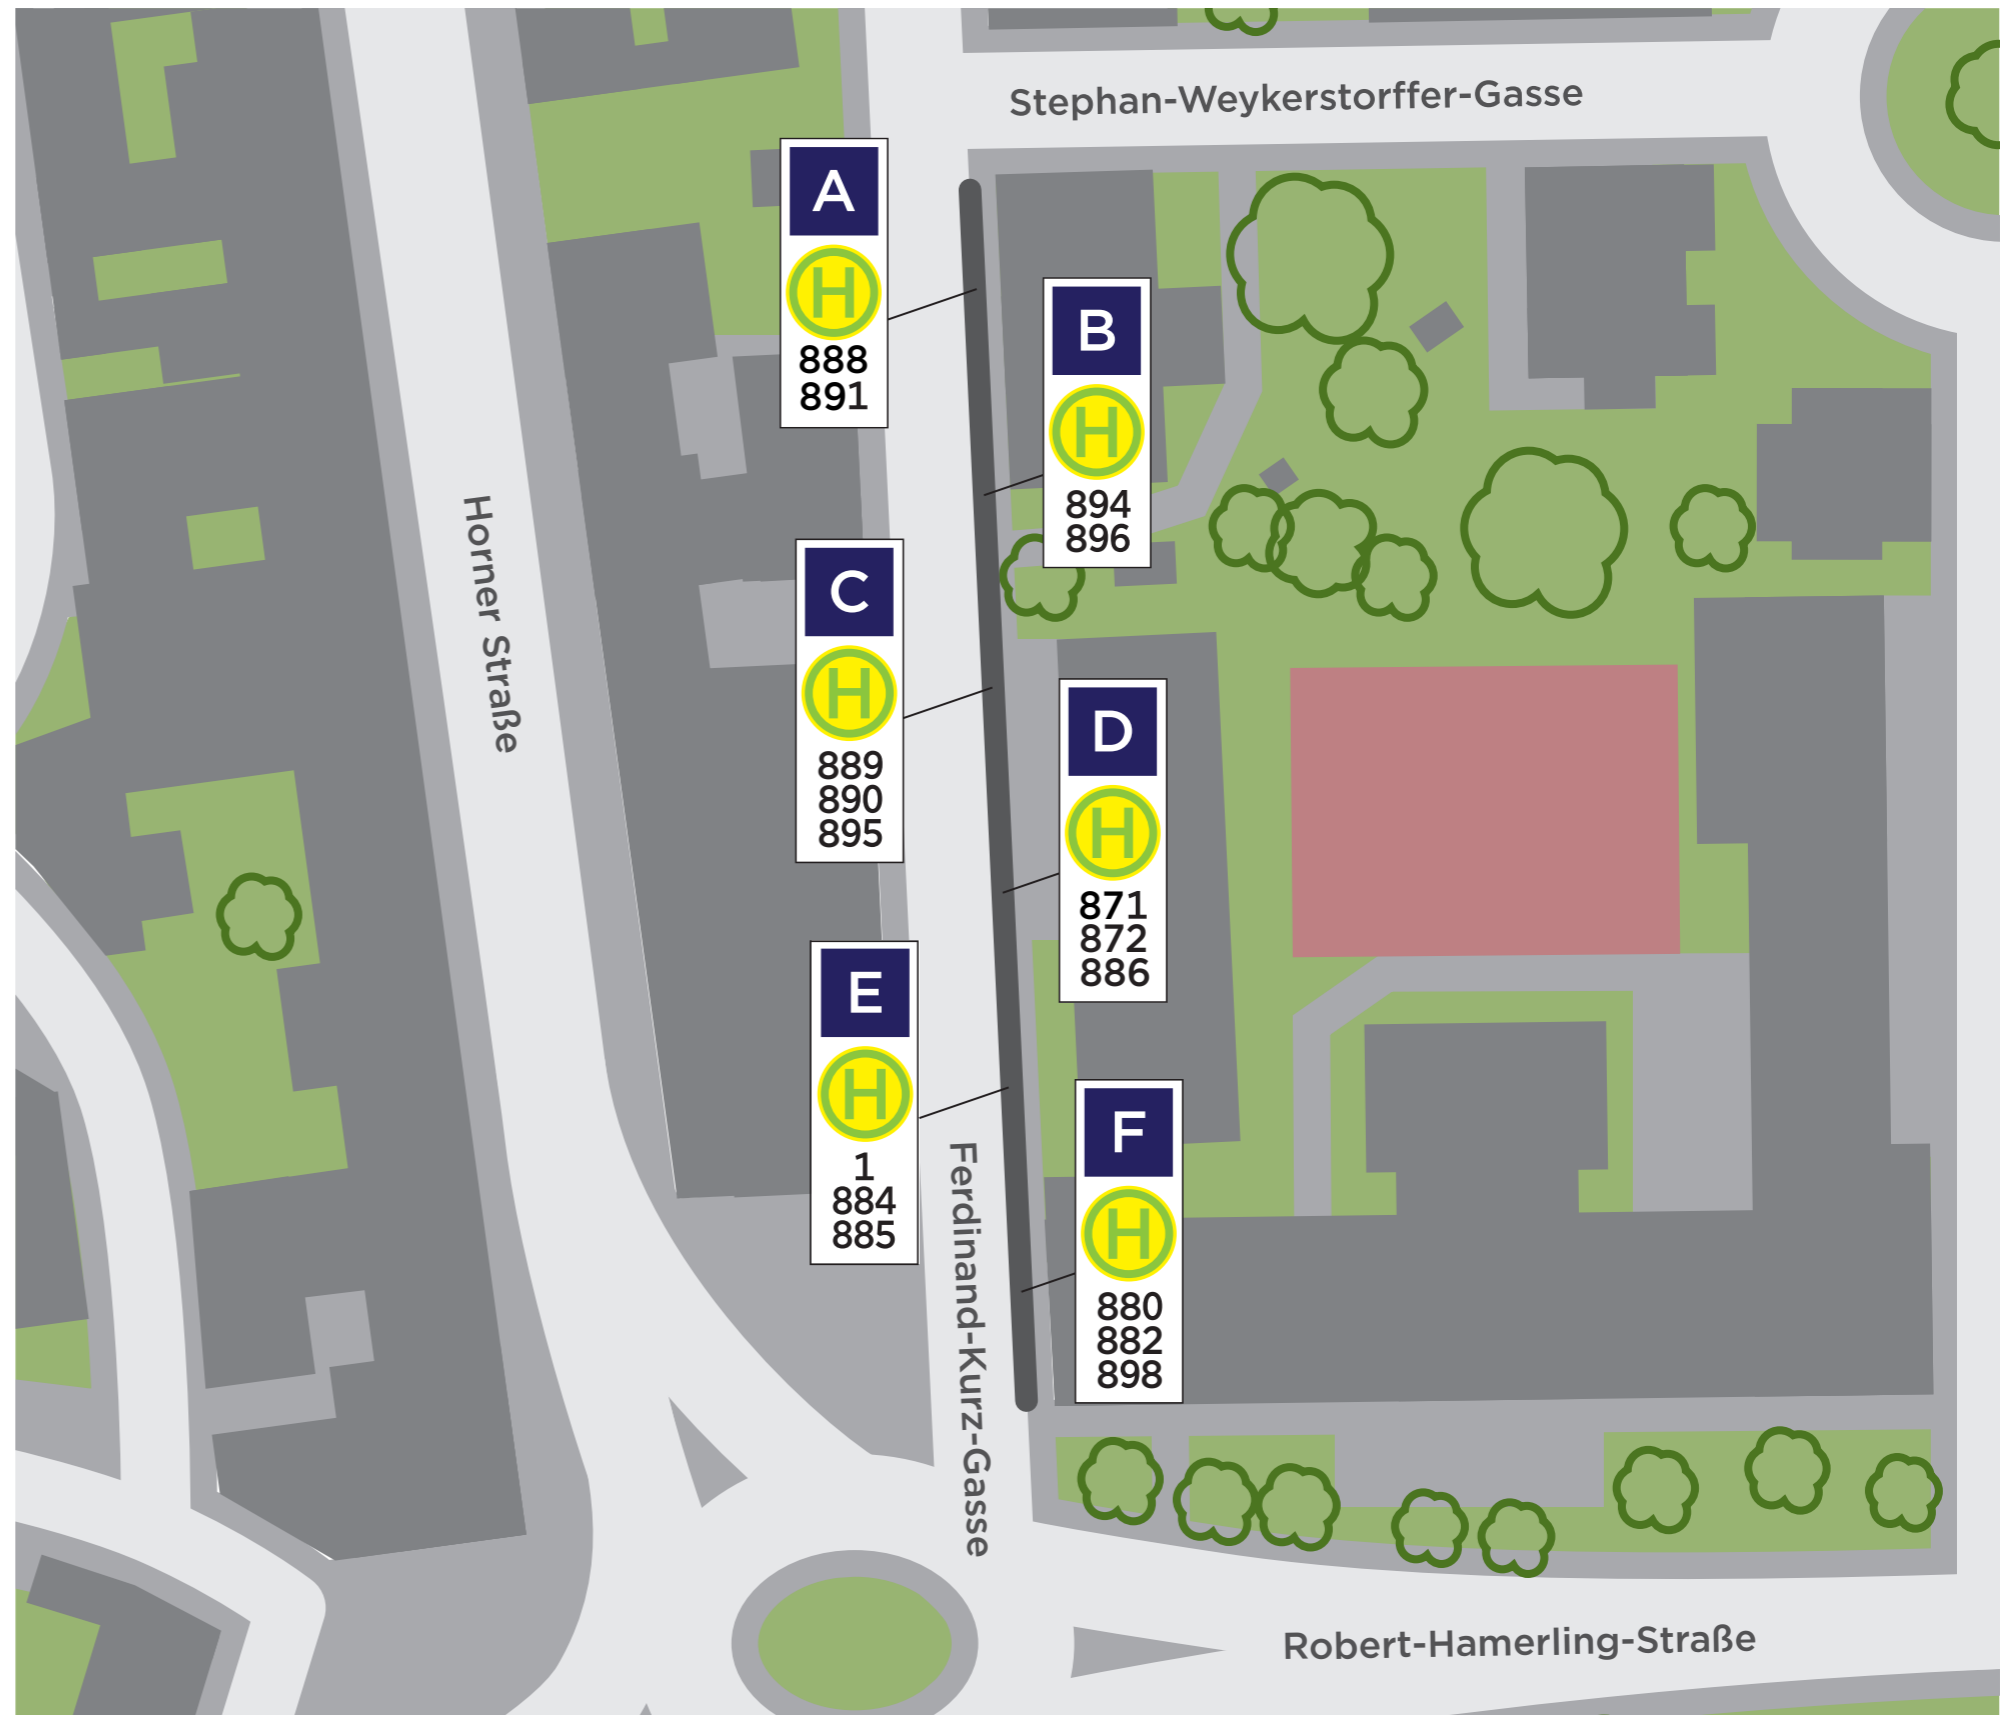 Stephan-Weykerstorffer-Gasse
A
H
888
891
B
H
894
896
Horner Straße
C
H
889
890
895
D
H
871
872
886
E
H
1
884
885
F
H
880
882
898
Ferdinand-Kurz-Gasse
Robert-Hamerling-Straße